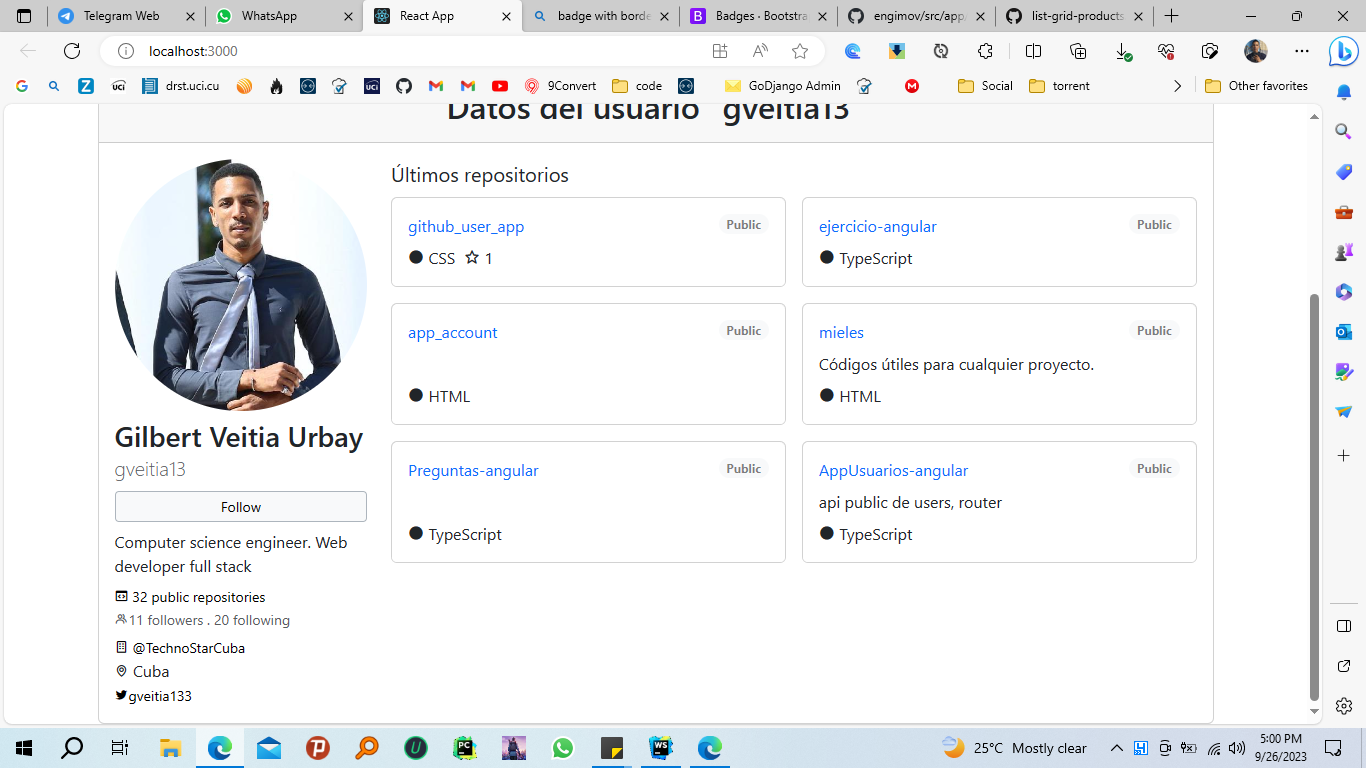 Telegram Web
WhatsApp
React App
badge with borde
Badges · Bootstra
engimov/src/app
list-grid-products
localhost:3000
G
Z
uci
drst.uci.cu
UCI
9Convert
code
GoDjango Admin
Social
torrent
Other favorites
Datos del usuario gveitia13
Últimos repositorios
github_user_app
Public
CSS
1
ejercicio-angular
Public
TypeScript
app_account
Public
HTML
mieles
Public
Códigos útiles para cualquier proyecto.
HTML
Preguntas-angular
Public
TypeScript
AppUsuarios-angular
Public
api public de users, router
TypeScript
Gilbert Veitia Urbay
gveitia13
Follow
Computer science engineer. Web
developer full stack
32 public repositories
11 followers . 20 following
@TechnoStarCuba
Cuba
gveitia133
PC
WS
25°C Mostly clear
5:00 PM
9/26/2023